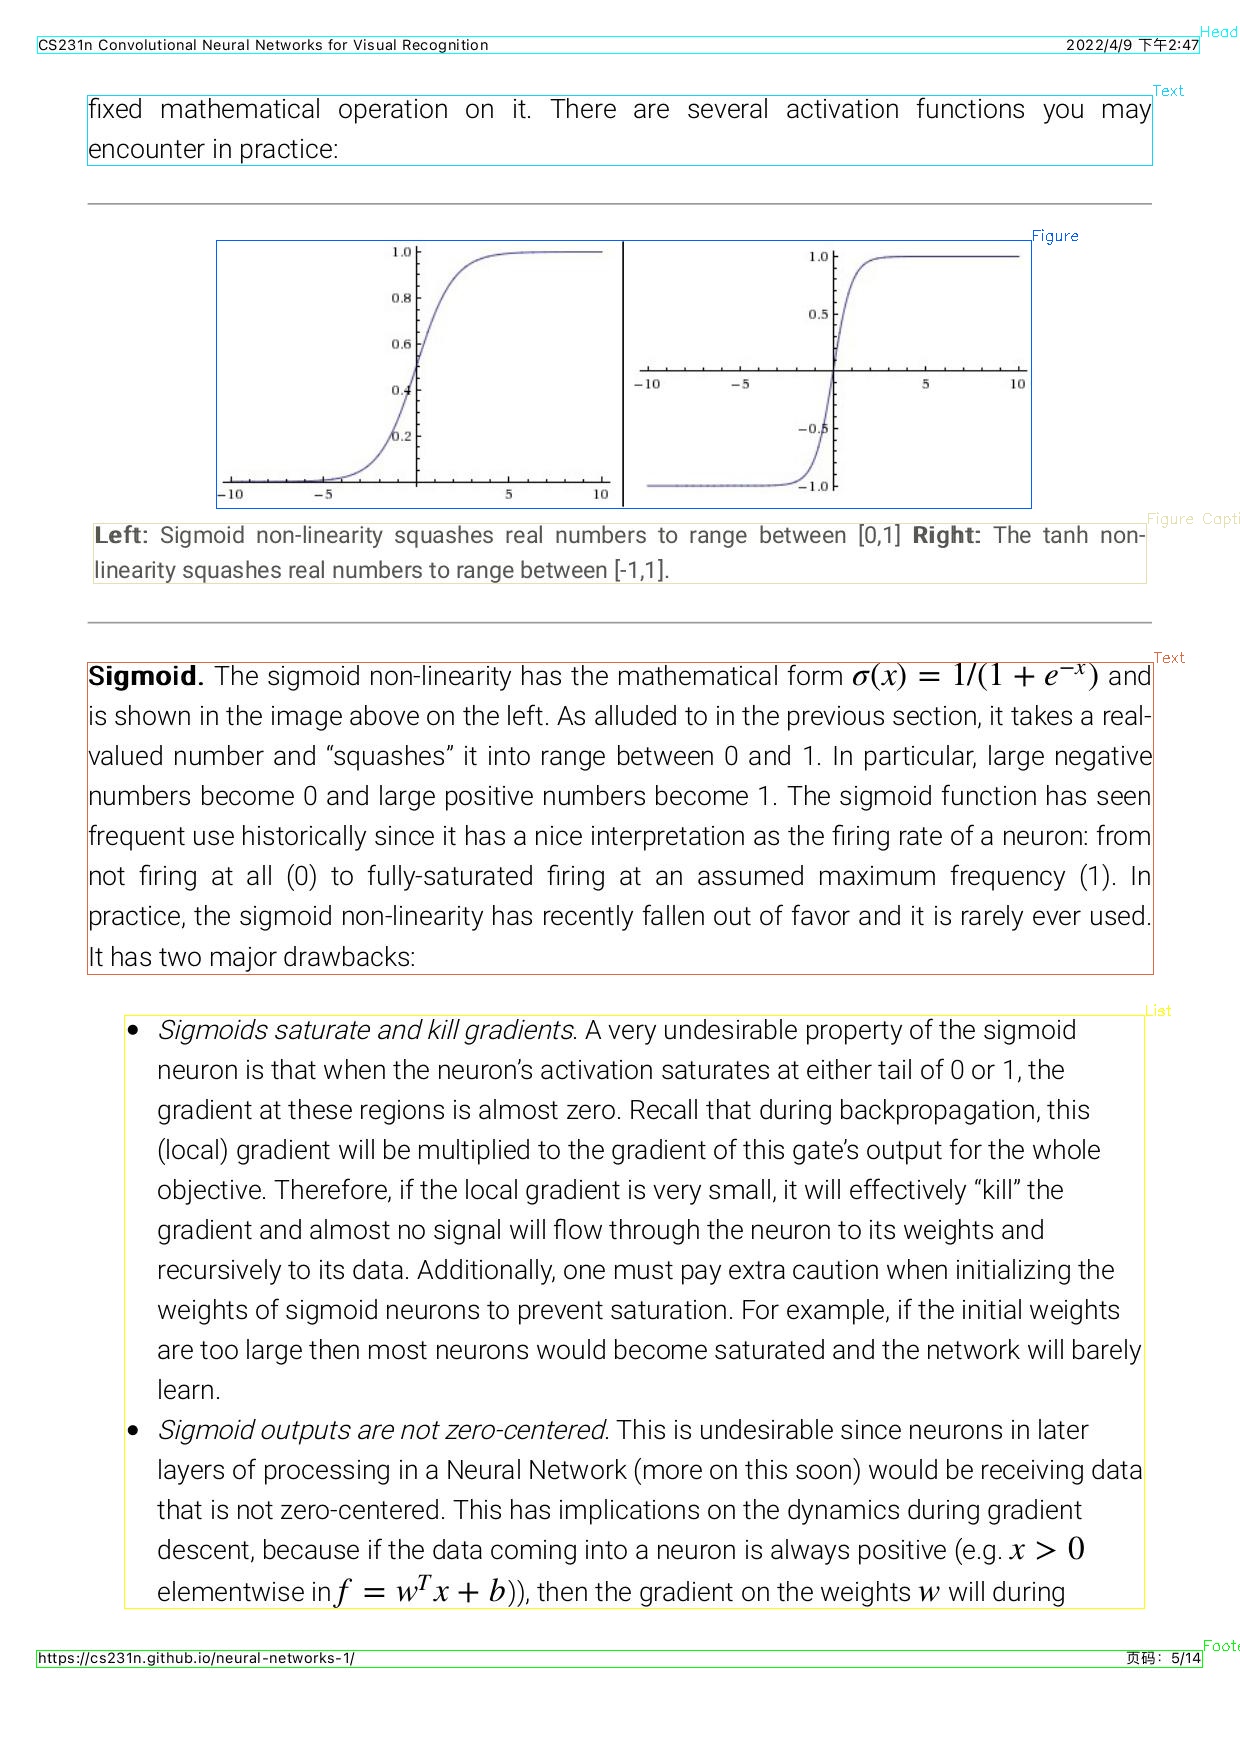 CS231n Convolutional Neural Networks for Visual Recognition 2022/4/9 下午2:47
Head
Text
fixed mathematical operation on it. There are several activation functions you may
encounter in practice:
Figure
1.0
0.8
0.6
0.4
0.2
−10 −5 5 10
1.0
0.5
−10 −5 5 10
−0.5
−1.0
Figure Capti
Left: Sigmoid non-linearity squashes real numbers to range between [0,1] Right: The tanh non-
linearity squashes real numbers to range between [-1,1].
Text
Sigmoid. The sigmoid non-linearity has the mathematical form σ(x) = 1/(1 + e⁻ˣ) and
is shown in the image above on the left. As alluded to in the previous section, it takes a real-
valued number and “squashes” it into range between 0 and 1. In particular, large negative
numbers become 0 and large positive numbers become 1. The sigmoid function has seen
frequent use historically since it has a nice interpretation as the firing rate of a neuron: from
not firing at all (0) to fully-saturated firing at an assumed maximum frequency (1). In
practice, the sigmoid non-linearity has recently fallen out of favor and it is rarely ever used.
It has two major drawbacks:
List
• Sigmoids saturate and kill gradients. A very undesirable property of the sigmoid
neuron is that when the neuron’s activation saturates at either tail of 0 or 1, the
gradient at these regions is almost zero. Recall that during backpropagation, this
(local) gradient will be multiplied to the gradient of this gate’s output for the whole
objective. Therefore, if the local gradient is very small, it will effectively “kill” the
gradient and almost no signal will flow through the neuron to its weights and
recursively to its data. Additionally, one must pay extra caution when initializing the
weights of sigmoid neurons to prevent saturation. For example, if the initial weights
are too large then most neurons would become saturated and the network will barely
learn.
• Sigmoid outputs are not zero-centered. This is undesirable since neurons in later
layers of processing in a Neural Network (more on this soon) would be receiving data
that is not zero-centered. This has implications on the dynamics during gradient
descent, because if the data coming into a neuron is always positive (e.g. x > 0
elementwise in f = wᵀx + b)), then the gradient on the weights w will during
Foote
https://cs231n.github.io/neural-networks-1/ 页码：5/14